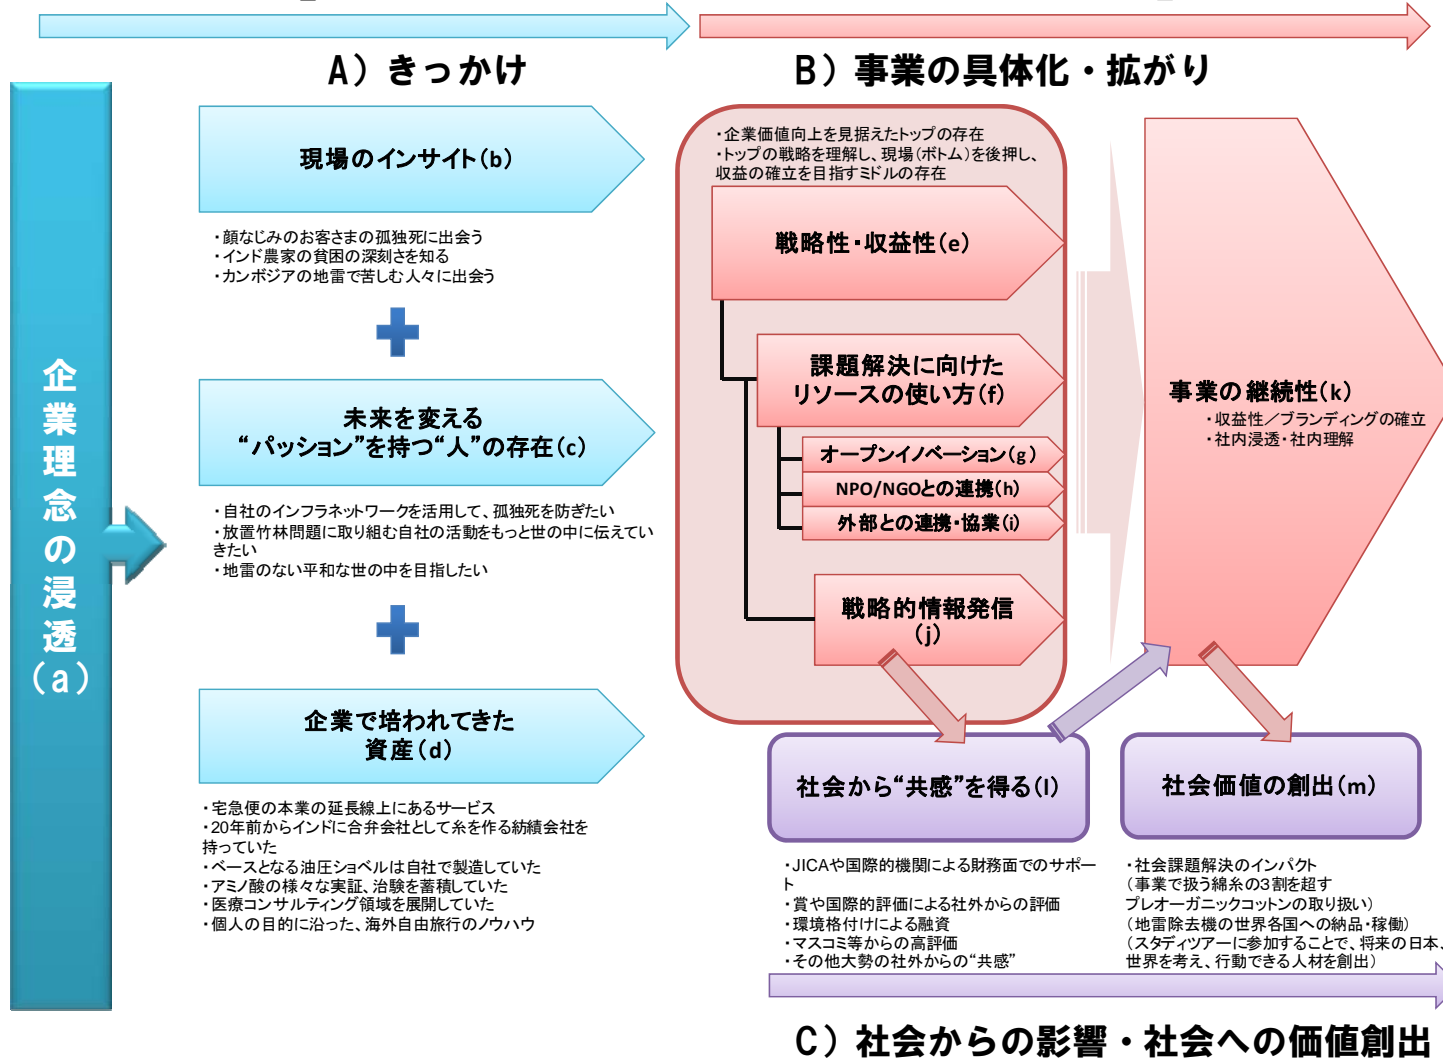 A）きっかけ
B）事業の具体化・拡がり
企業理念の浸透(a)
現場のインサイト(b)
・顔なじみのお客さまの孤独死に出会う
・インド農家の貧困の深刻さを知る
・カンボジアの地雷で苦しむ人々に出会う
未来を変える
“パッション”を持つ“人”の存在(c)
・自社のインフラネットワークを活用して、孤独死を防ぎたい
・放置竹林問題に取り組む自社の活動をもっと世の中に伝えてい
きたい
・地雷のない平和な世の中を目指したい
企業で培われてきた
資産(d)
・宅急便の本業の延長線上にあるサービス
・20年前からインドに合弁会社として糸を作る紡績会社を
持っていた
・ベースとなる油圧ショベルは自社で製造していた
・アミノ酸の様々な実証、治験を蓄積していた
・医療コンサルティング領域を展開していた
・個人の目的に沿った、海外自由旅行のノウハウ
・企業価値向上を見据えたトップの存在
・トップの戦略を理解し、現場（ボトム）を後押し、
収益の確立を目指すミドルの存在
戦略性・収益性(e)
課題解決に向けた
リソースの使い方(f)
オープンイノベーション(g)
NPO/NGOとの連携(h)
外部との連携・協業(i)
戦略的情報発信
(j)
事業の継続性(k)
・収益性／ブランディングの確立
・社内浸透・社内理解
社会から“共感”を得る(l)
・JICAや国際的機関による財務面でのサポー
ト
・賞や国際的評価による社外からの評価
・環境格付けによる融資
・マスコミ等からの高評価
・その他大勢の社外からの“共感”
社会価値の創出(m)
・社会課題解決のインパクト
（事業で扱う綿糸の3割を超す
プレオーガニックコットンの取り扱い）
（地雷除去機の世界各国への納品・稼働）
（スタディツアーに参加することで、将来の日本、
世界を考え、行動できる人材を創出）
C）社会からの影響・社会への価値創出